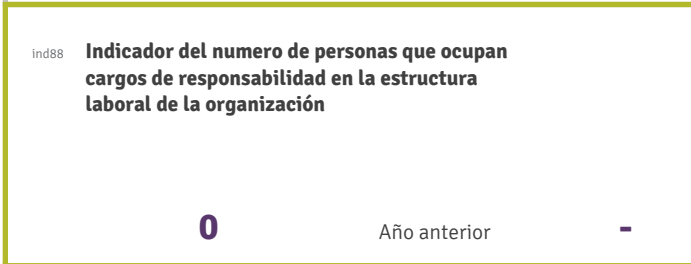 ind88 Indicador del numero de personas que ocupan
cargos de responsabilidad en la estructura
laboral de la organización
0 Año anterior -